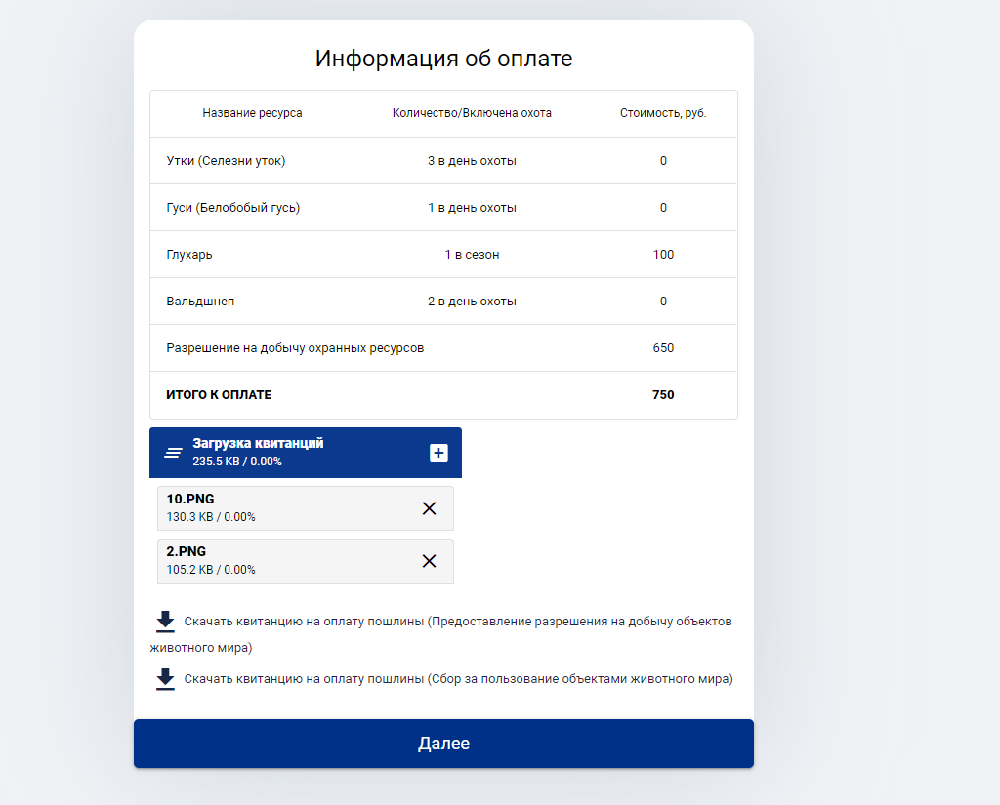 Информация об оплате
Название ресурса Количество/Включена охота Стоимость, руб.
Утки (Селезни уток) 3 в день охоты 0
Гуси (Белобобый гусь) 1 в день охоты 0
Глухарь 1 в сезон 100
Вальдшнеп 2 в день охоты 0
Разрешение на добычу охранных ресурсов 650
ИТОГО К ОПЛАТЕ 750
Загрузка квитанций
235.5 KB / 0.00%
10.PNG
130.3 KB / 0.00%
2.PNG
105.2 KB / 0.00%
Скачать квитанцию на оплату пошлины (Предоставление разрешения на добычу объектов
животного мира)
Скачать квитанцию на оплату пошлины (Сбор за пользование объектами животного мира)
Далее